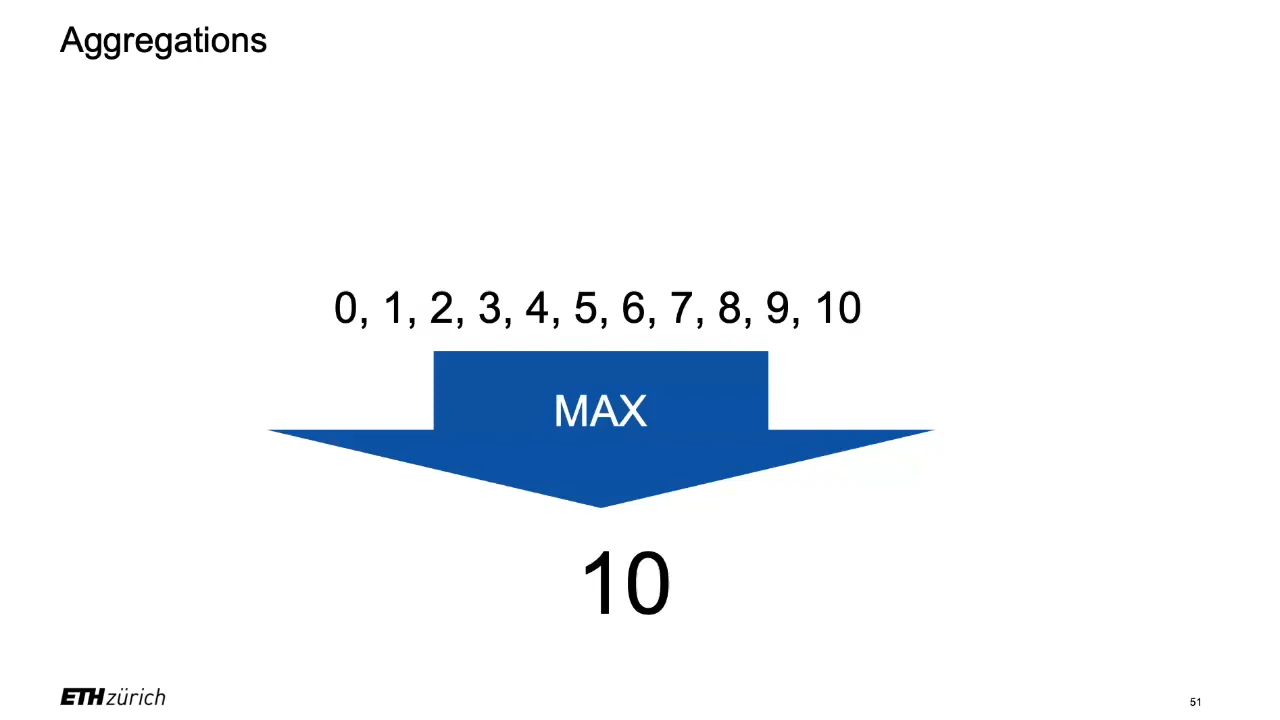 Aggregations
0, 1, 2, 3, 4, 5, 6, 7, 8, 9, 10
MAX
10
ETH zürich
51